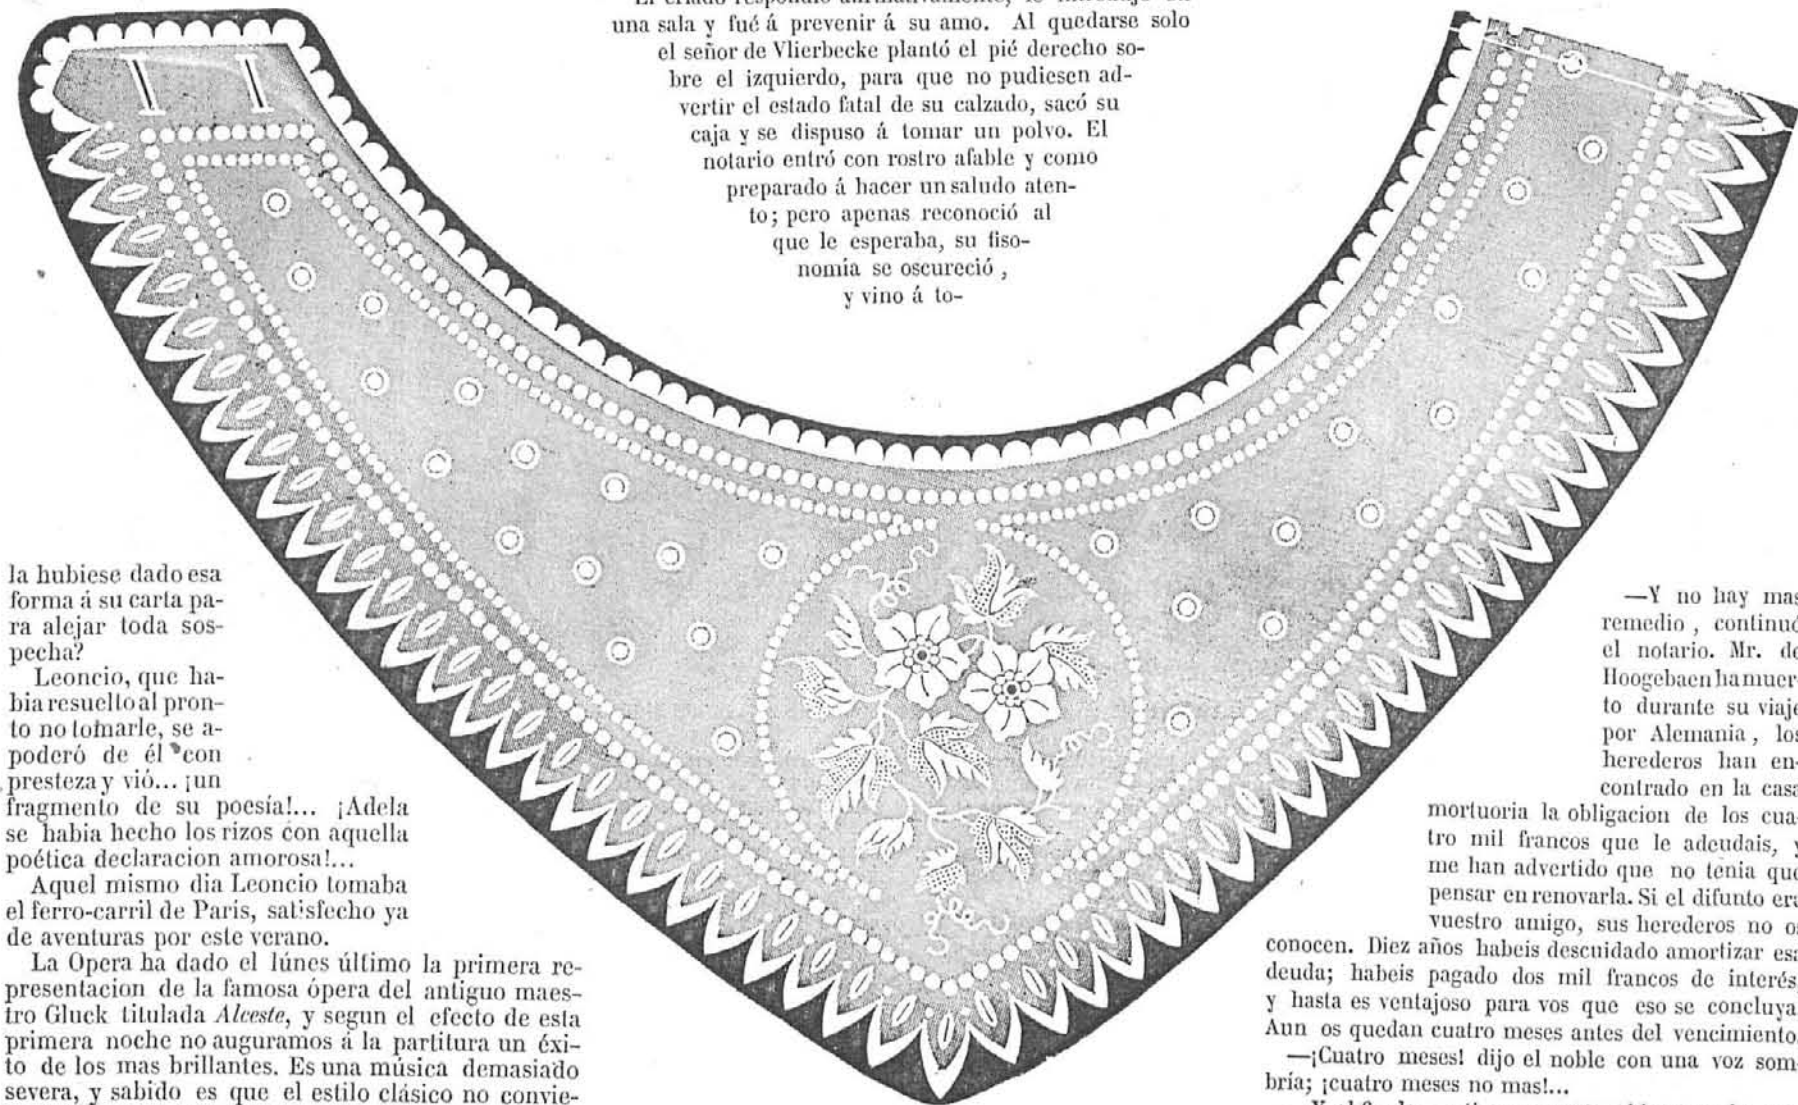 una sala y fué á prevenir á su amo. Al quedarse solo
el señor de Vlierbecke plantó el pié derecho so-
bre el izquierdo, para que no pudiesen ad-
vertir el estado fatal de su calzado, sacó su
caja y se dispuso á tomar un polvo. El
notario entró con rostro afable y como
preparado á hacer un saludo aten-
to; pero apenas reconoció al
que le esperaba, su fiso-
nomía se oscureció,
y vino á to-
la hubiese dado esa
forma á su carta pa-
ra alejar toda sos-
pecha?
Leoncio, que ha-
bia resuelto al pron-
to no tomarle, se a-
poderó de él con
presteza y vió... ¡un
fragmento de su poesía!... ¡Adela
se habia hecho los rizos con aquella
poética declaracion amorosa!...
Aquel mismo dia Leoncio tomaba
el ferro-carril de Paris, satisfecho ya
de aventuras por este verano.
La Opera ha dado el lúnes último la primera re-
presentacion de la famosa ópera del antiguo maes-
tro Gluck titulada Alceste, y segun el efecto de esta
primera noche no auguramos á la partitura un éxi-
to de los mas brillantes. Es una música demasiado
severa, y sabido es que el estilo clásico no convie-
—Y no hay mas
remedio, continuó
el notario. Mr. de
Hoogebaen ha muer-
to durante su viaje
por Alemania, los
herederos han en-
contrado en la casa
mortuoria la obligacion de los cua-
tro mil francos que le adeudais, y
me han advertido que no tenia que
pensar en renovarla. Si el difunto era
vuestro amigo, sus herederos no os
conocen. Diez años habeis descuidado amortizar esa
deuda; habeis pagado dos mil francos de interés,
y hasta es ventajoso para vos que eso se concluya.
Aun os quedan cuatro meses antes del vencimiento.
—¡Cuatro meses! dijo el noble con una voz som-
bría; ¡cuatro meses no mas!...